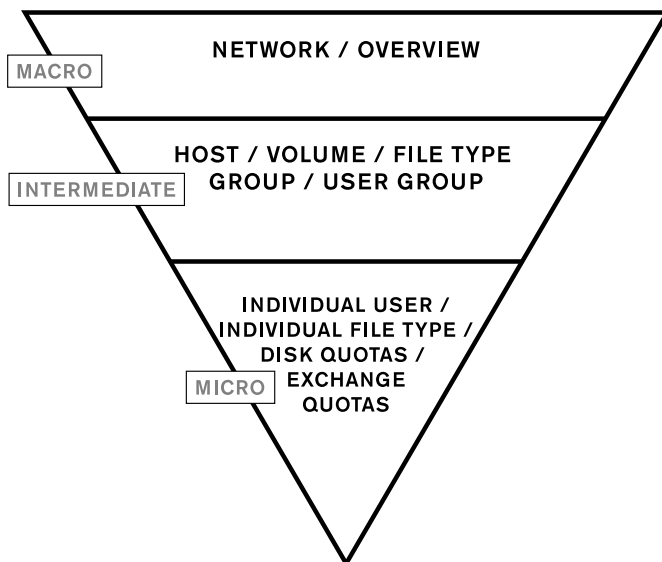 NETWORK / OVERVIEW
MACRO
HOST / VOLUME / FILE TYPE
GROUP / USER GROUP
INTERMEDIATE
INDIVIDUAL USER /
INDIVIDUAL FILE TYPE /
DISK QUOTAS /
EXCHANGE
QUOTAS
MICRO